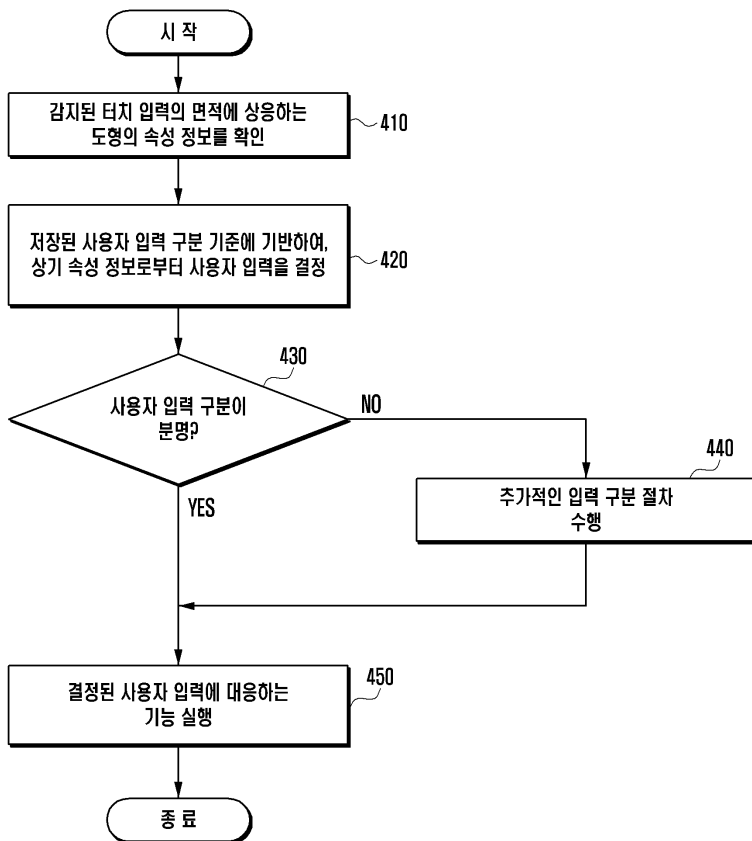 시 작
감지된 터치 입력의 면적에 상응하는
도형의 속성 정보를 확인
410
저장된 사용자 입력 구분 기준에 기반하여,
상기 속성 정보로부터 사용자 입력을 결정
420
430
사용자 입력 구분이
분명?
NO
YES
440
추가적인 입력 구분 절차
수행
450
결정된 사용자 입력에 대응하는
기능 실행
종 료